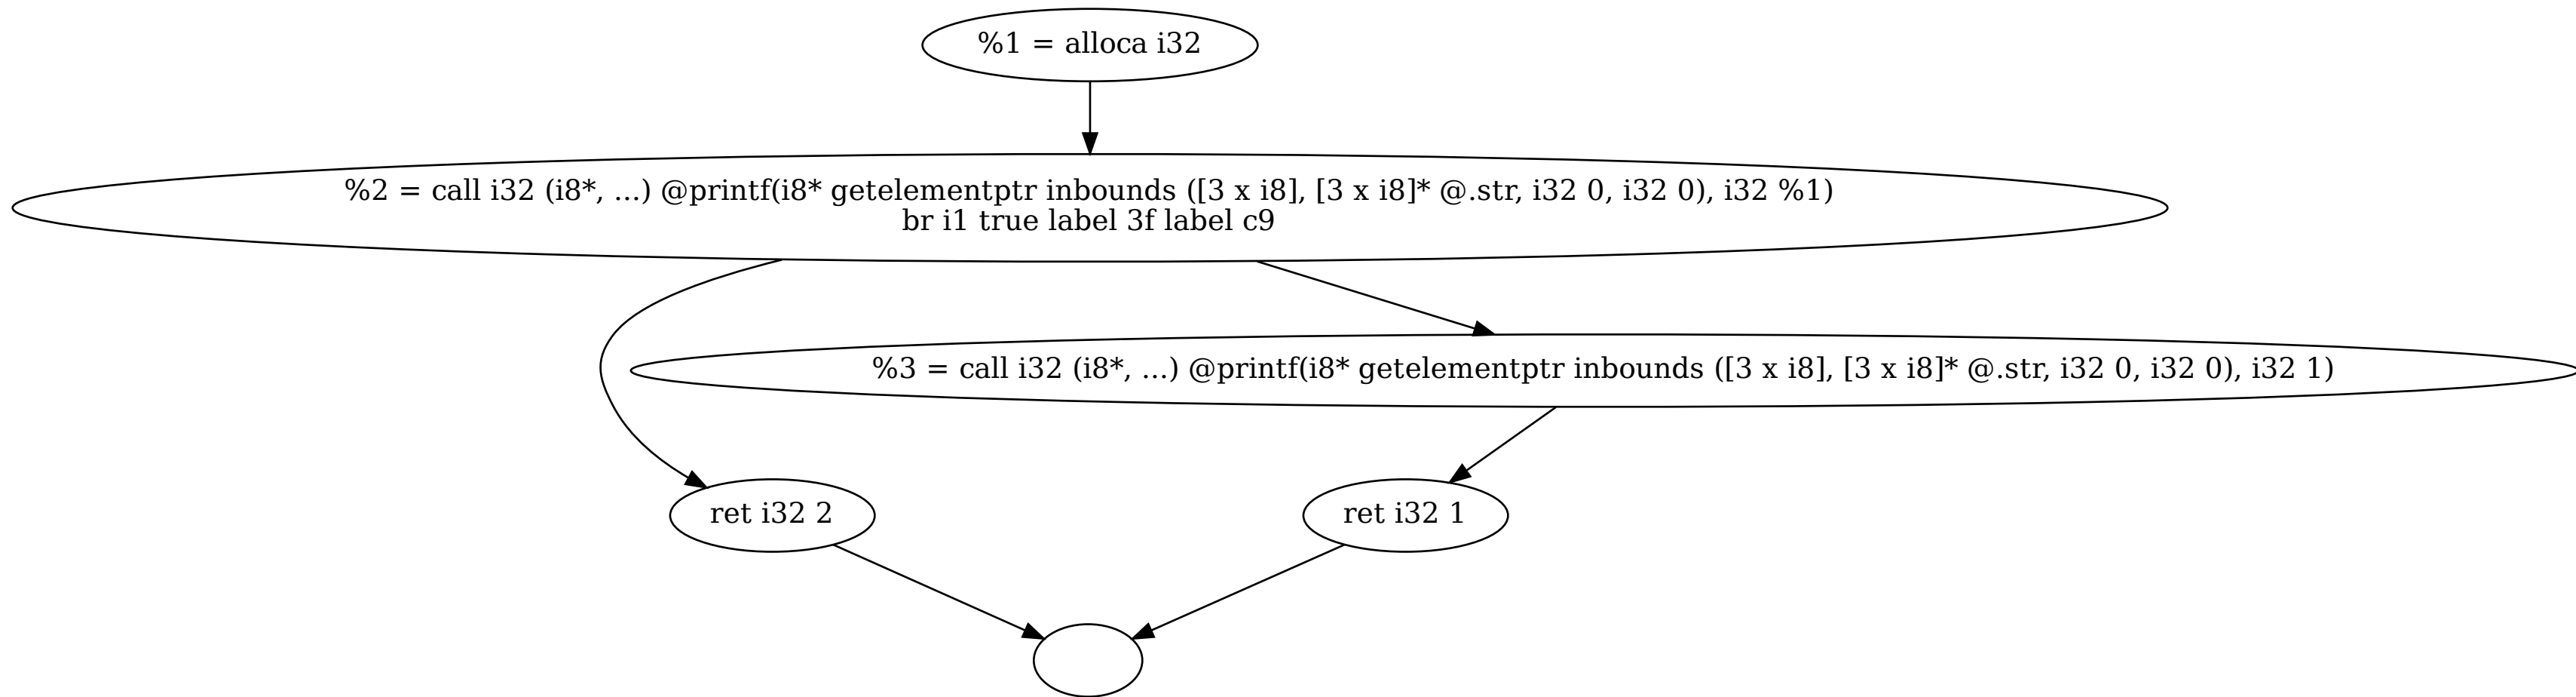 %1 = alloca i32
%2 = call i32 (i8*, ...) @printf(i8* getelementptr inbounds ([3 x i8], [3 x i8]* @.str, i32 0, i32 0), i32 %1)
br i1 true label 3f label c9
%3 = call i32 (i8*, ...) @printf(i8* getelementptr inbounds ([3 x i8], [3 x i8]* @.str, i32 0, i32 0), i32 1)
ret i32 2
ret i32 1